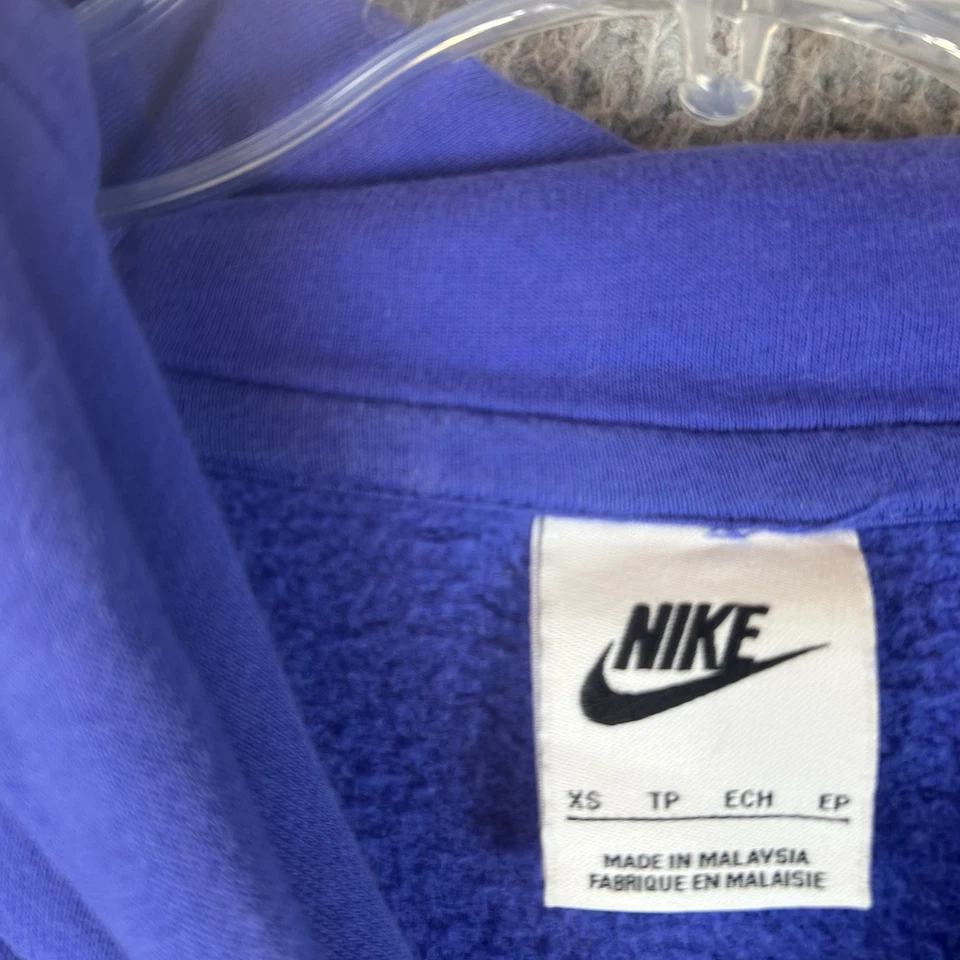 NIKE
XS TP ECH EP
MADE IN MALAYSIA
FABRIQUE EN MALAISIE